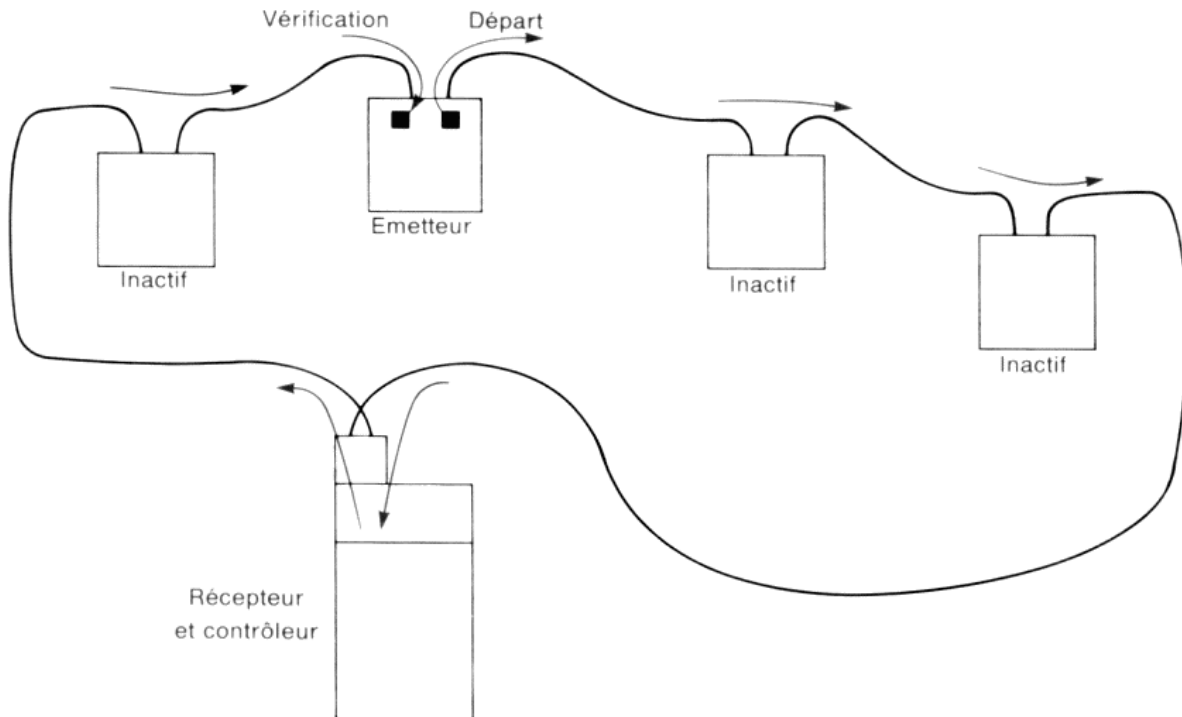 Vérification
Départ
Emetteur
Inactif
Inactif
Inactif
Récepteur
et contrôleur